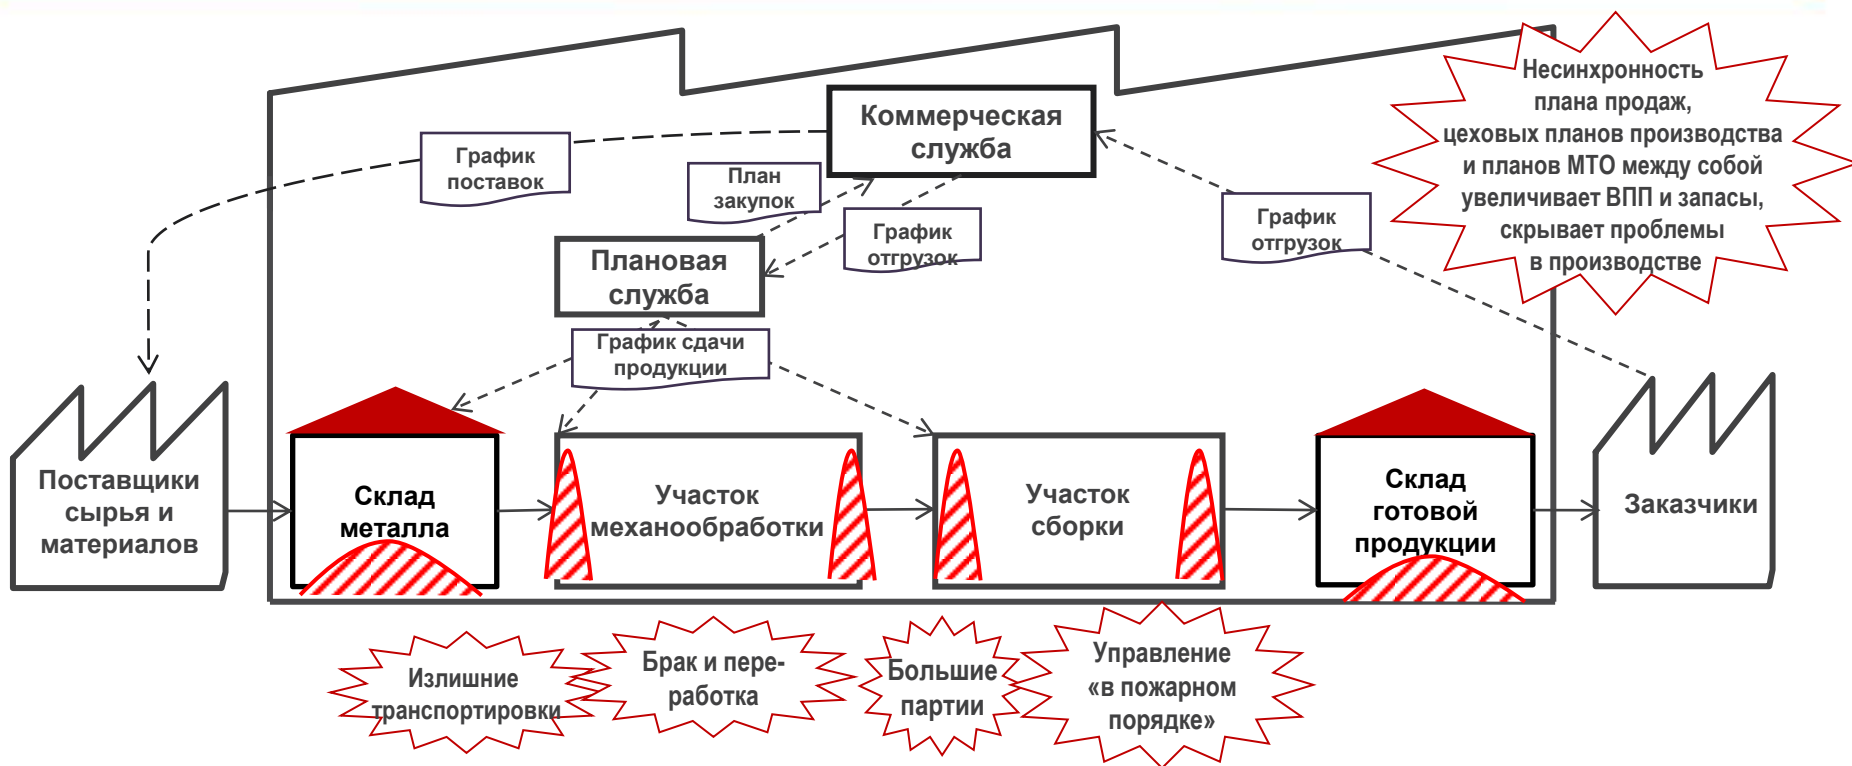 Несинхронность
плана продаж,
цеховых планов производства
и планов МТО между собой
увеличивает ВПП и запасы,
скрывает проблемы
в производстве
Коммерческая
служба
График
поставок
План
закупок
График
отгрузок
График
отгрузок
Плановая
служба
График сдачи
продукции
Поставщики
сырья и
материалов
Склад
металла
Участок
механообработки
Участок
сборки
Склад
готовой
продукции
Заказчики
Излишние
транспортировки
Брак и пере-
работка
Большие
партии
Управление
«в пожарном
порядке»